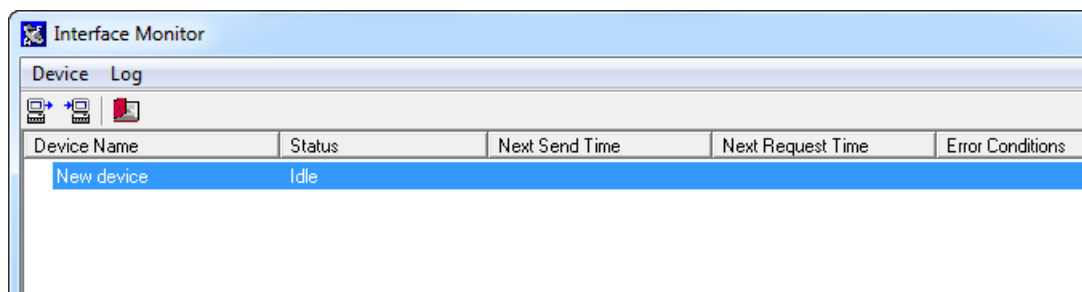 Interface Monitor
Device Log
Device Name Status Next Send Time Next Request Time Error Conditions
New device Idle